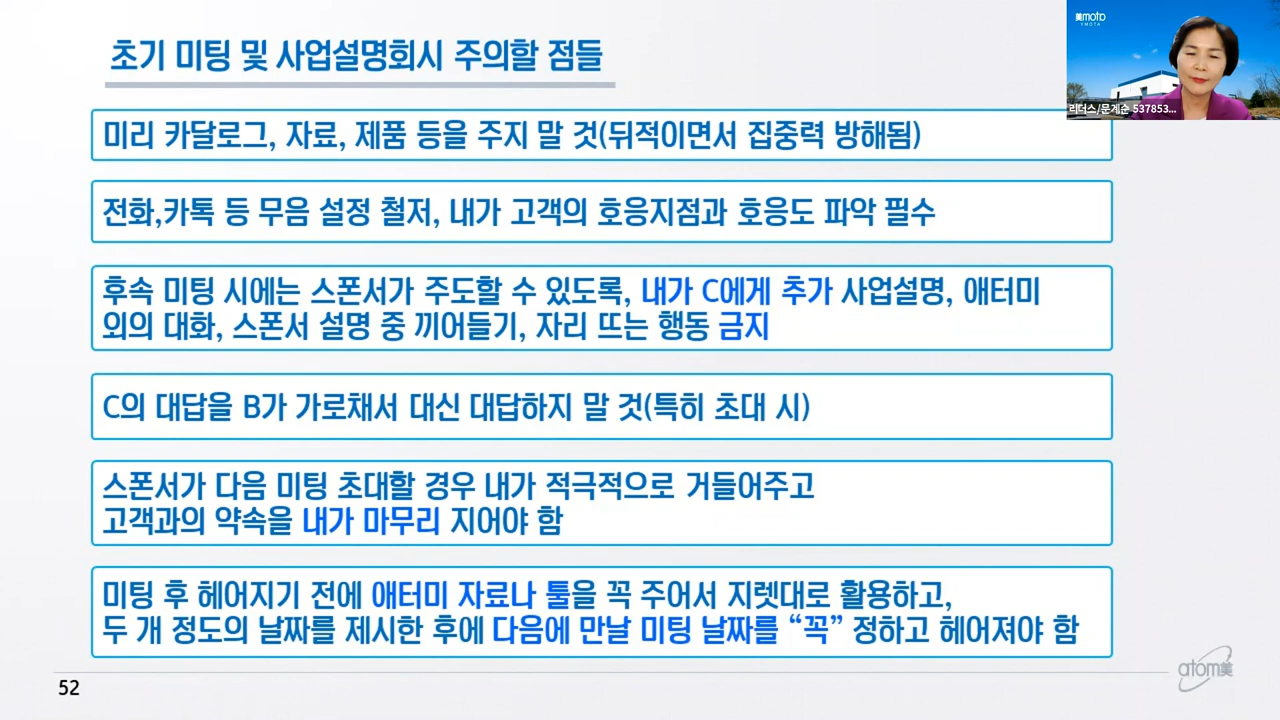 초기 미팅 및 사업설명회시 주의할 점들
美mota
YMOTA
리더스/문계순 537853...
미리 카달로그, 자료, 제품 등을 주지 말 것(뒤적이면서 집중력 방해됨)
전화,카톡 등 무음 설정 철저, 내가 고객의 호응지점과 호응도 파악 필수
후속 미팅 시에는 스폰서가 주도할 수 있도록, 내가 C에게 추가 사업설명, 애터미
외의 대화, 스폰서 설명 중 끼어들기, 자리 뜨는 행동 금지
C의 대답을 B가 가로채서 대신 대답하지 말 것(특히 초대 시)
스폰서가 다음 미팅 초대할 경우 내가 적극적으로 거들어주고
고객과의 약속을 내가 마무리 지어야 함
미팅 후 헤어지기 전에 애터미 자료나 툴을 꼭 주어서 지렛대로 활용하고,
두 개 정도의 날짜를 제시한 후에 다음에 만날 미팅 날짜를 “꼭” 정하고 헤어져야 함
52
atom美